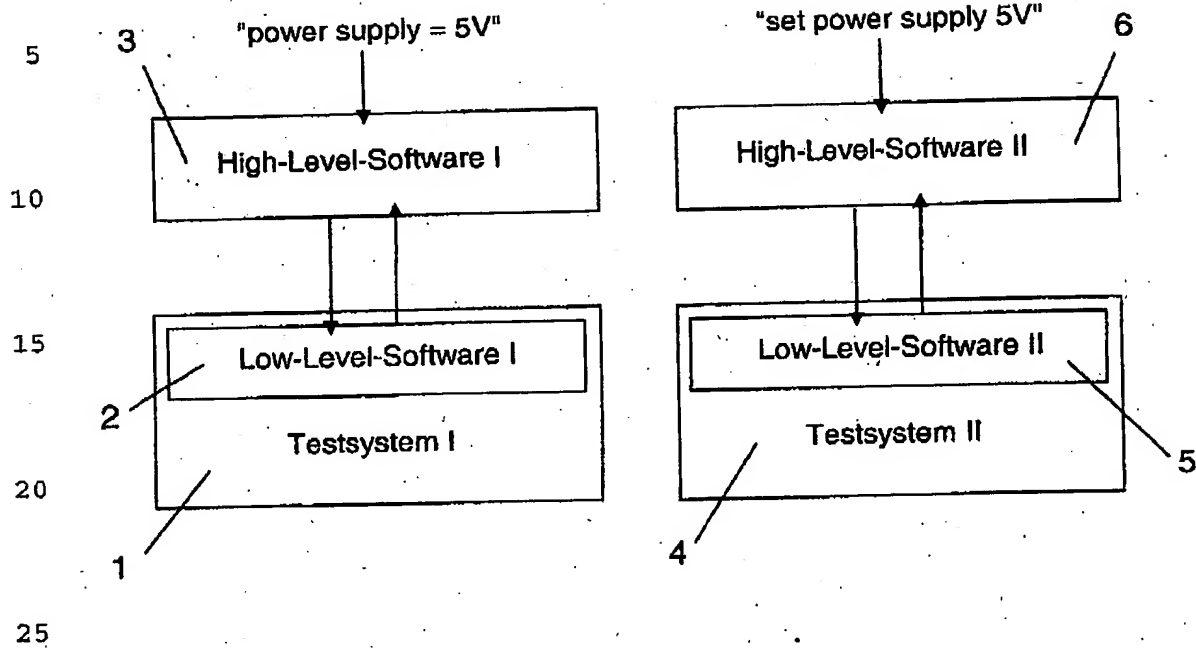 "power supply = 5V" "set power supply 5V"
5 3 6
High-Level-Software I High-Level-Software II
10
15 Low-Level-Software I Low-Level-Software II
2 5
Testsystem I Testsystem II
20
1 4
25